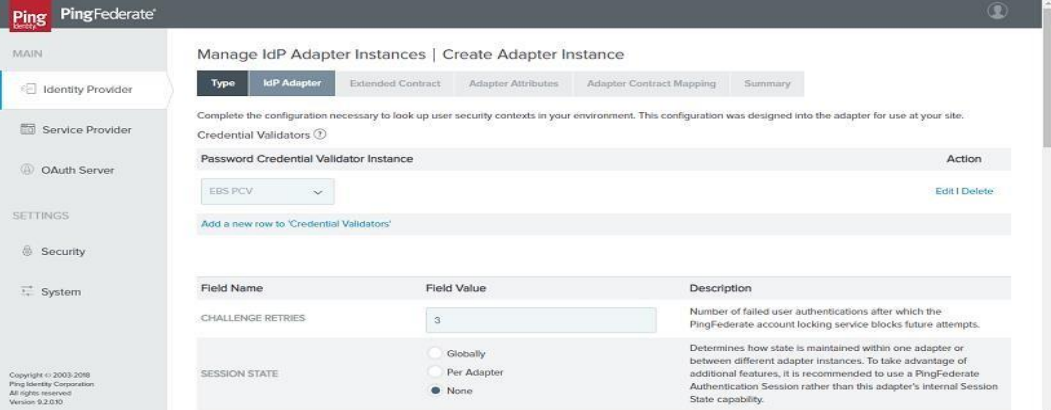 Ping
Identity
PingFederate®
MAIN
Identity Provider
Service Provider
OAuth Server
SETTINGS
Security
System
Copyright © 2003-2018
Ping Identity Corporation
All rights reserved
Version 9.2.0.10
Manage IdP Adapter Instances | Create Adapter Instance
Type IdP Adapter Extended Contract Adapter Attributes Adapter Contract Mapping Summary
Complete the configuration necessary to look up user security contexts in your environment. This configuration was designed into the adapter for use at your site.
Credential Validators ?
Password Credential Validator Instance Action
EBS PCV Edit | Delete
Add a new row to 'Credential Validators'
Field Name Field Value Description
CHALLENGE RETRIES 3 Number of failed user authentications after which the
PingFederate account locking service blocks future attempts.
SESSION STATE
Globally
Per Adapter
None
Determines how state is maintained within one adapter or
between different adapter instances. To take advantage of
additional features, it is recommended to use a PingFederate
Authentication Session rather than this adapter's internal Session
State capability.